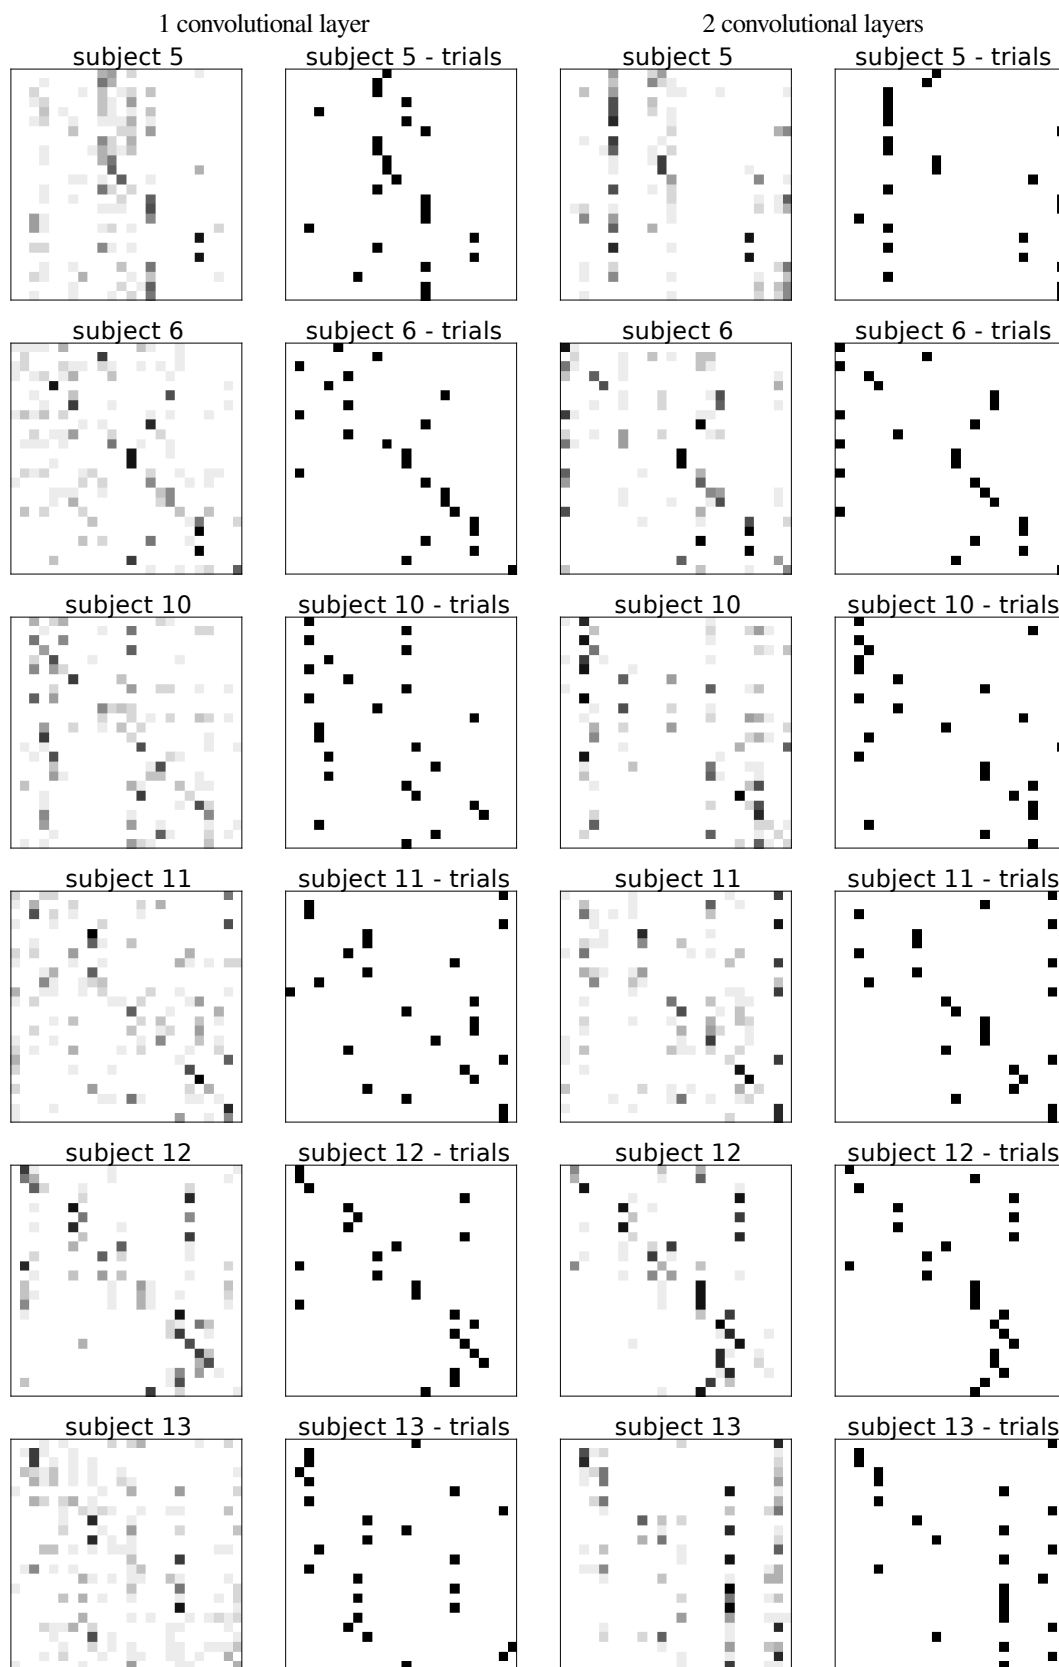 1 convolutional layer 2 convolutional layers
subject 5 subject 5 - trials subject 5 subject 5 - trials
subject 6 subject 6 - trials subject 6 subject 6 - trials
subject 10 subject 10 - trials subject 10 subject 10 - trials
subject 11 subject 11 - trials subject 11 subject 11 - trials
subject 12 subject 12 - trials subject 12 subject 12 - trials
subject 13 subject 13 - trials subject 13 subject 13 - trials